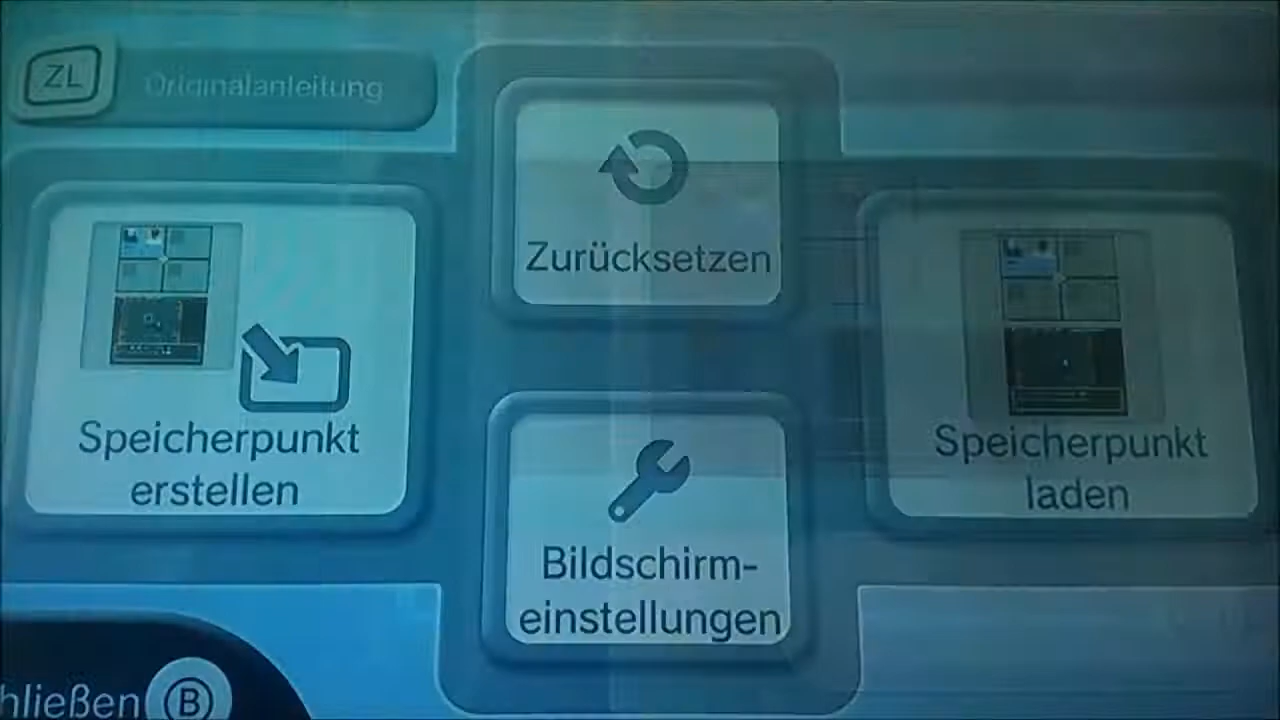 ZL
Originalanleitung
Zurücksetzen
Speicherpunkt
erstellen
Speicherpunkt
laden
Bildschirm-
einstellungen
hließen B